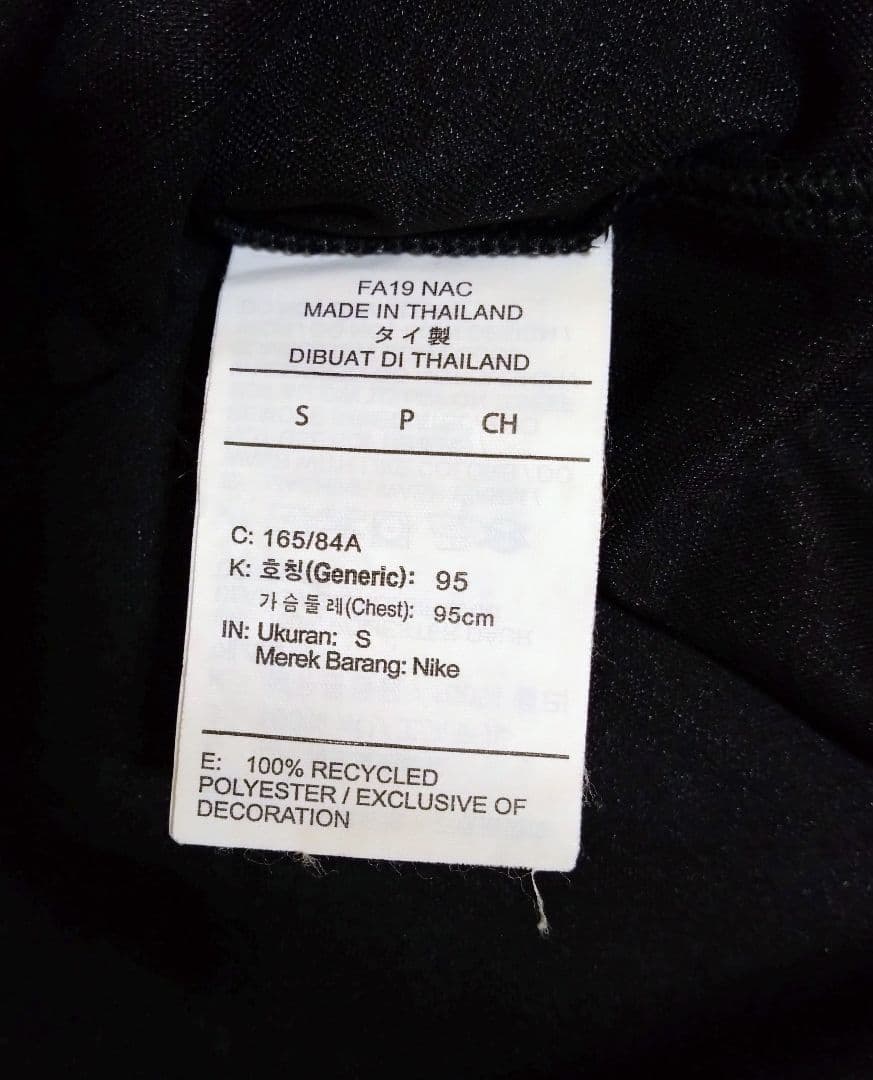 FA19 NAC
MADE IN THAILAND
タイ製
DIBUAT DI THAILAND
S P CH
C: 165/84A
K: 호칭(Generic): 95
가슴둘레(Chest): 95cm
IN: Ukuran: S
Merek Barang: Nike
E: 100% RECYCLED
POLYESTER / EXCLUSIVE OF
DECORATION